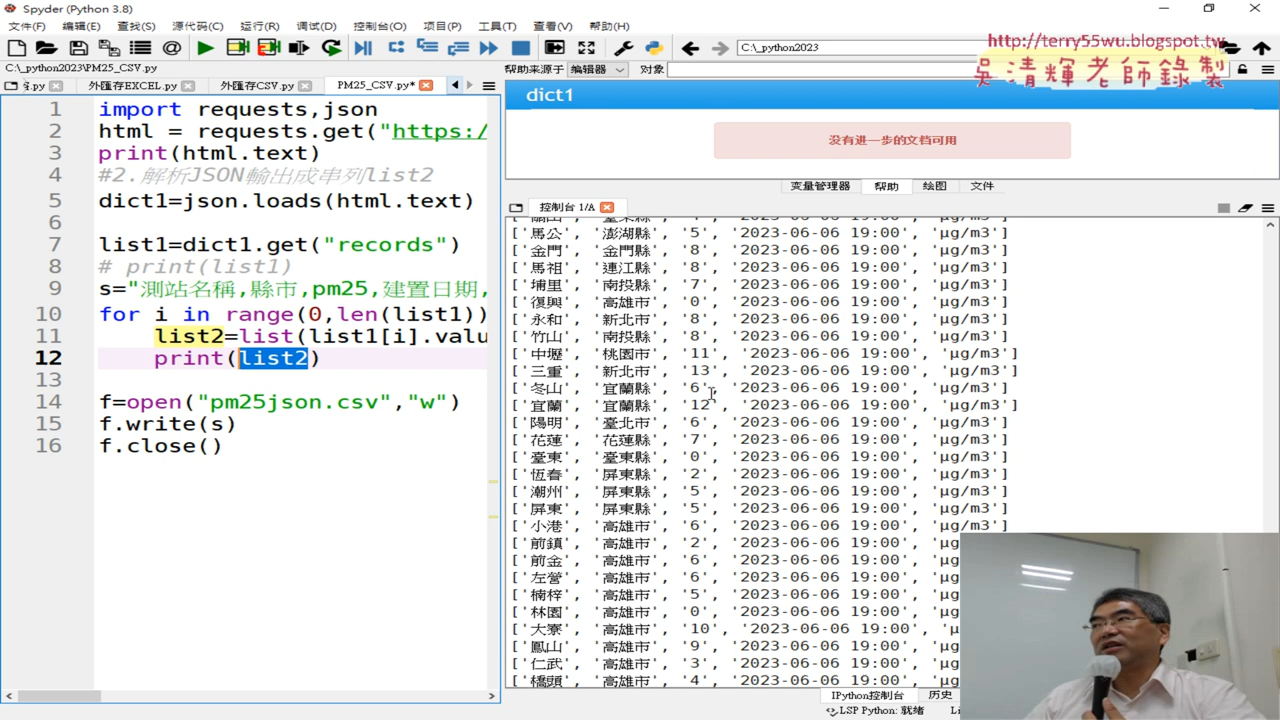 Spyder (Python 3.8)
文件(F) 编辑(E) 查找(S) 源代码(C) 运行(R) 调试(D) 控制台(O) 项目(P) 工具(T) 查看(V) 帮助(H)
C:\_python2023
http://terry55wu.blogspot.tw
吳清輝老師錄製
C:\_python2023\PM25_CSV.py
帮助来源于 编辑器 对象
外匯存EXCEL.py 外匯存CSV.py PM25_CSV.py*
dict1
没有进一步的文档可用
变量管理器 帮助 绘图 文件
1 import requests,json
2 html = requests.get("https:/
3 print(html.text)
4 #2.解析JSON輸出成串列list2
5 dict1=json.loads(html.text)
6
7 list1=dict1.get("records")
8 # print(list1)
9 s="測站名稱,縣市,pm25,建置日期,
10 for i in range(0,len(list1))
11 list2=list(list1[i].valu
12 print(list2)
13
14 f=open("pm25json.csv","w")
15 f.write(s)
16 f.close()
控制台 1/A
['馬公', '澎湖縣', '5', '2023-06-06 19:00', 'μg/m3']
['金門', '金門縣', '8', '2023-06-06 19:00', 'μg/m3']
['馬祖', '連江縣', '8', '2023-06-06 19:00', 'μg/m3']
['埔里', '南投縣', '7', '2023-06-06 19:00', 'μg/m3']
['復興', '高雄市', '0', '2023-06-06 19:00', 'μg/m3']
['永和', '新北市', '8', '2023-06-06 19:00', 'μg/m3']
['竹山', '南投縣', '8', '2023-06-06 19:00', 'μg/m3']
['中壢', '桃園市', '11', '2023-06-06 19:00', 'μg/m3']
['三重', '新北市', '13', '2023-06-06 19:00', 'μg/m3']
['冬山', '宜蘭縣', '6', '2023-06-06 19:00', 'μg/m3']
['宜蘭', '宜蘭縣', '12', '2023-06-06 19:00', 'μg/m3']
['陽明', '臺北市', '6', '2023-06-06 19:00', 'μg/m3']
['花蓮', '花蓮縣', '7', '2023-06-06 19:00', 'μg/m3']
['臺東', '臺東縣', '0', '2023-06-06 19:00', 'μg/m3']
['恆春', '屏東縣', '2', '2023-06-06 19:00', 'μg/m3']
['潮州', '屏東縣', '5', '2023-06-06 19:00', 'μg/m3']
['屏東', '屏東縣', '5', '2023-06-06 19:00', 'μg/m3']
['小港', '高雄市', '6', '2023-06-06 19:00', 'μg/m3']
['前鎮', '高雄市', '2', '2023-06-06 19:00', 'μg
['前金', '高雄市', '6', '2023-06-06 19:00', 'μg
['左營', '高雄市', '6', '2023-06-06 19:00', 'μg
['楠梓', '高雄市', '5', '2023-06-06 19:00', 'μg
['林園', '高雄市', '0', '2023-06-06 19:00', 'μg
['大寮', '高雄市', '10', '2023-06-06 19:00', 'μ
['鳳山', '高雄市', '9', '2023-06-06 19:00', 'μg
['仁武', '高雄市', '3', '2023-06-06 19:00', 'μg
['橋頭', '高雄市', '4', '2023-06-06 19:00', 'μg
IPython控制台 历史
LSP Python: 就绪 Li